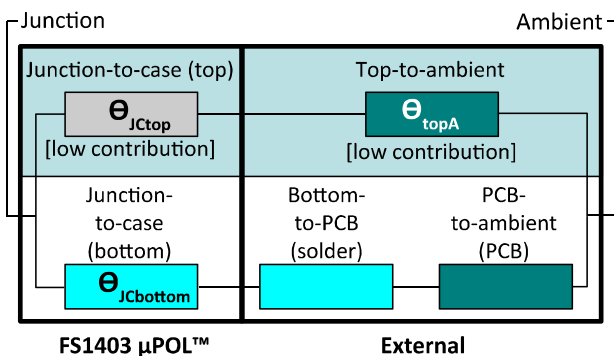 Junction
Ambient
Junction-to-case (top)
Top-to-ambient
ΘJCtop
ΘtopA
[low contribution]
[low contribution]
Junction-
to-case
(bottom)
Bottom-
to-PCB
(solder)
PCB-
to-ambient
(PCB)
ΘJCbottom
FS1403 µPOL™
External